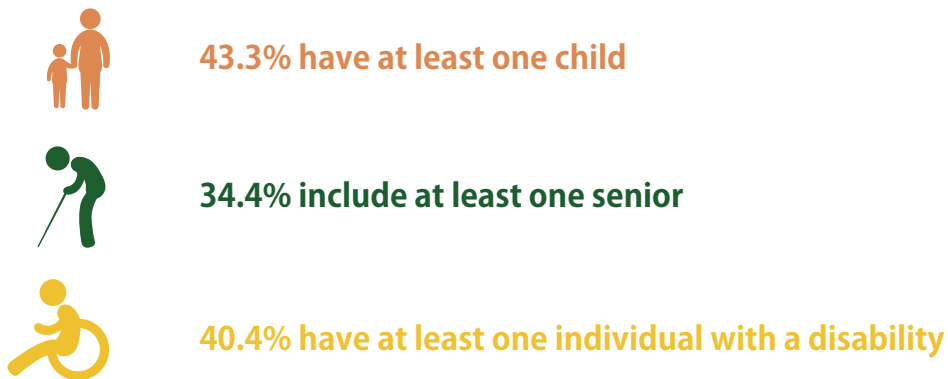 43.3% have at least one child
34.4% include at least one senior
40.4% have at least one individual with a disability